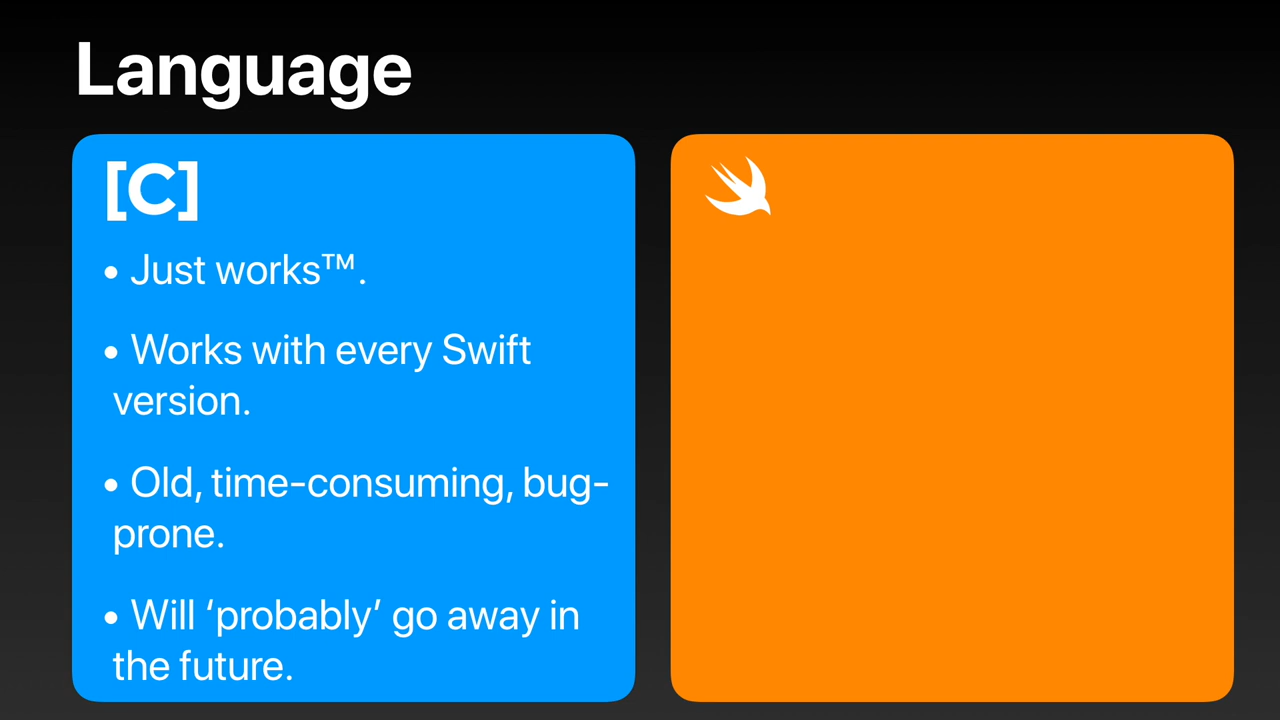 Language
[C]
• Just works™.
• Works with every Swift
version.
• Old, time-consuming, bug-
prone.
• Will ‘probably’ go away in
the future.